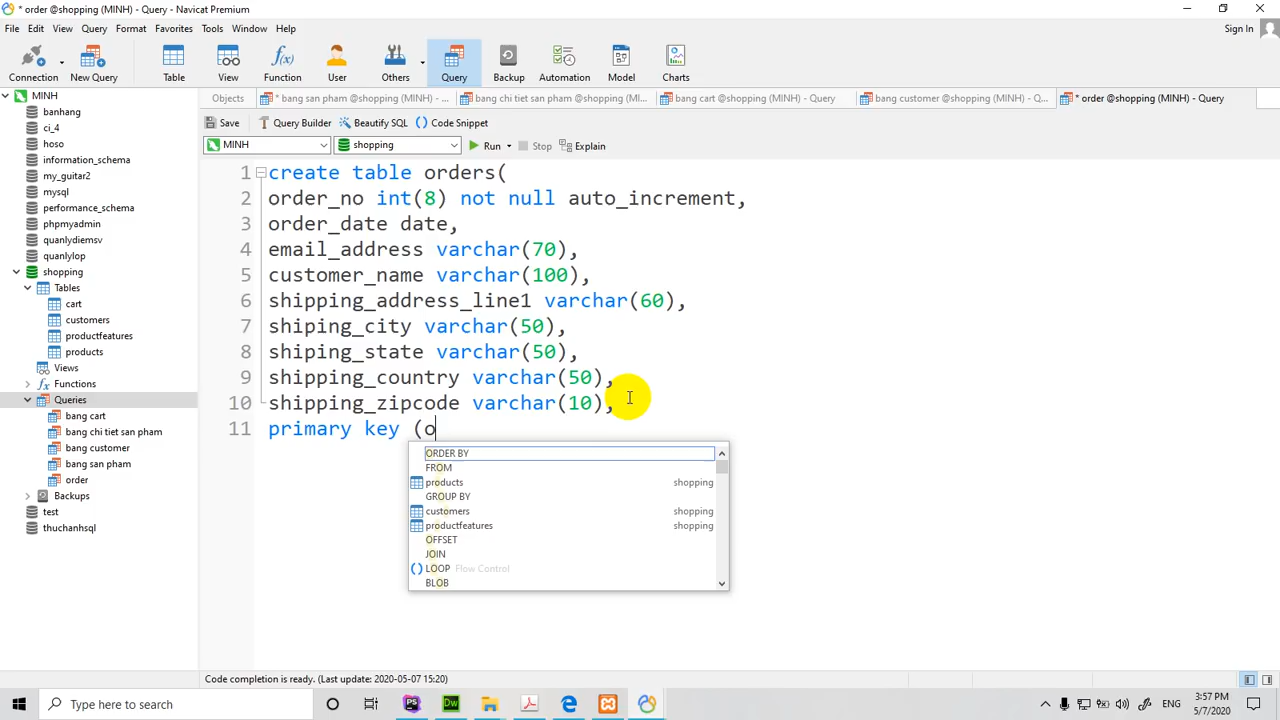 * order @shopping (MINH) - Query - Navicat Premium
File Edit View Query Format Favorites Tools Window Help
Sign In
Connection New Query Table View Function User Others Query Backup Automation Model Charts
Objects * bang san pham @shopping (MINH) - ... bang chi tiet san pham @shopping (MI... bang cart @shopping (MINH) - Query bang customer @shopping (MINH) - Q... * order @shopping (MINH) - Query
Save Query Builder Beautify SQL () Code Snippet
MINH shopping Run Stop Explain
MINH
banhang
ci_4
hoso
information_schema
my_guitar2
mysql
performance_schema
phpmyadmin
quanlydiemsv
quanlylop
shopping
Tables
cart
customers
productfeatures
products
Views
Functions
Queries
bang cart
bang chi tiet san pham
bang customer
bang san pham
order
Backups
test
thuchanhsql
1 create table orders(
2 order_no int(8) not null auto_increment,
3 order_date date,
4 email_address varchar(70),
5 customer_name varchar(100),
6 shipping_address_line1 varchar(60),
7 shiping_city varchar(50),
8 shiping_state varchar(50),
9 shipping_country varchar(50),
10 shipping_zipcode varchar(10),
11 primary key (o
ORDER BY
FROM
products shopping
GROUP BY
customers shopping
productfeatures shopping
OFFSET
JOIN
() LOOP Flow Control
BLOB
Code completion is ready. (last updated: 2020-05-07 15:20)
Type here to search
ENG
3:57 PM
5/7/2020